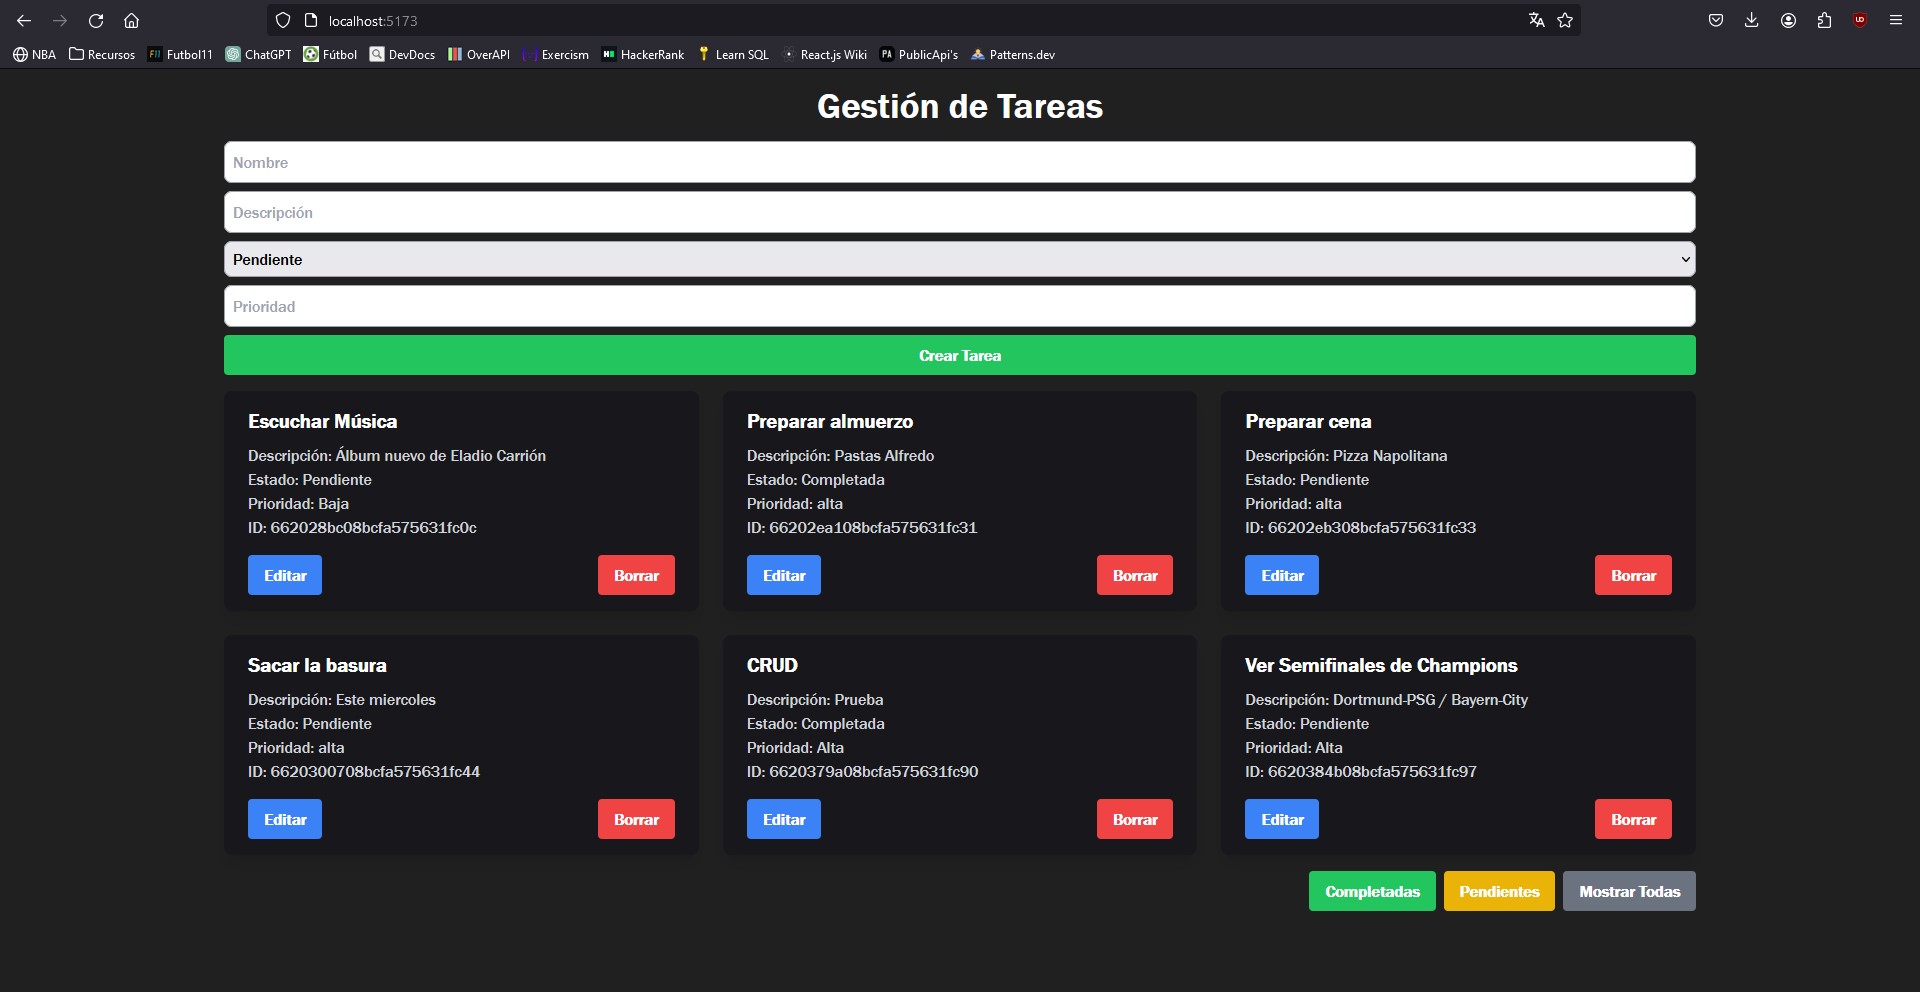 localhost:5173
NBA Recursos F11 Futbol11 ChatGPT Fútbol DevDocs OverAPI Exercism HackerRank Learn SQL React.js Wiki PA PublicApi's Patterns.dev
Gestión de Tareas
Nombre
Descripción
Pendiente
Prioridad
Crear Tarea
Escuchar Música
Descripción: Álbum nuevo de Eladio Carrión
Estado: Pendiente
Prioridad: Baja
ID: 662028bc08bcfa575631fc0c
Editar Borrar
Preparar almuerzo
Descripción: Pastas Alfredo
Estado: Completada
Prioridad: alta
ID: 66202ea108bcfa575631fc31
Editar Borrar
Preparar cena
Descripción: Pizza Napolitana
Estado: Pendiente
Prioridad: alta
ID: 66202eb308bcfa575631fc33
Editar Borrar
Sacar la basura
Descripción: Este miercoles
Estado: Pendiente
Prioridad: alta
ID: 6620300708bcfa575631fc44
Editar Borrar
CRUD
Descripción: Prueba
Estado: Completada
Prioridad: Alta
ID: 6620379a08bcfa575631fc90
Editar Borrar
Ver Semifinales de Champions
Descripción: Dortmund-PSG / Bayern-City
Estado: Pendiente
Prioridad: Alta
ID: 6620384b08bcfa575631fc97
Editar Borrar
Completadas Pendientes Mostrar Todas